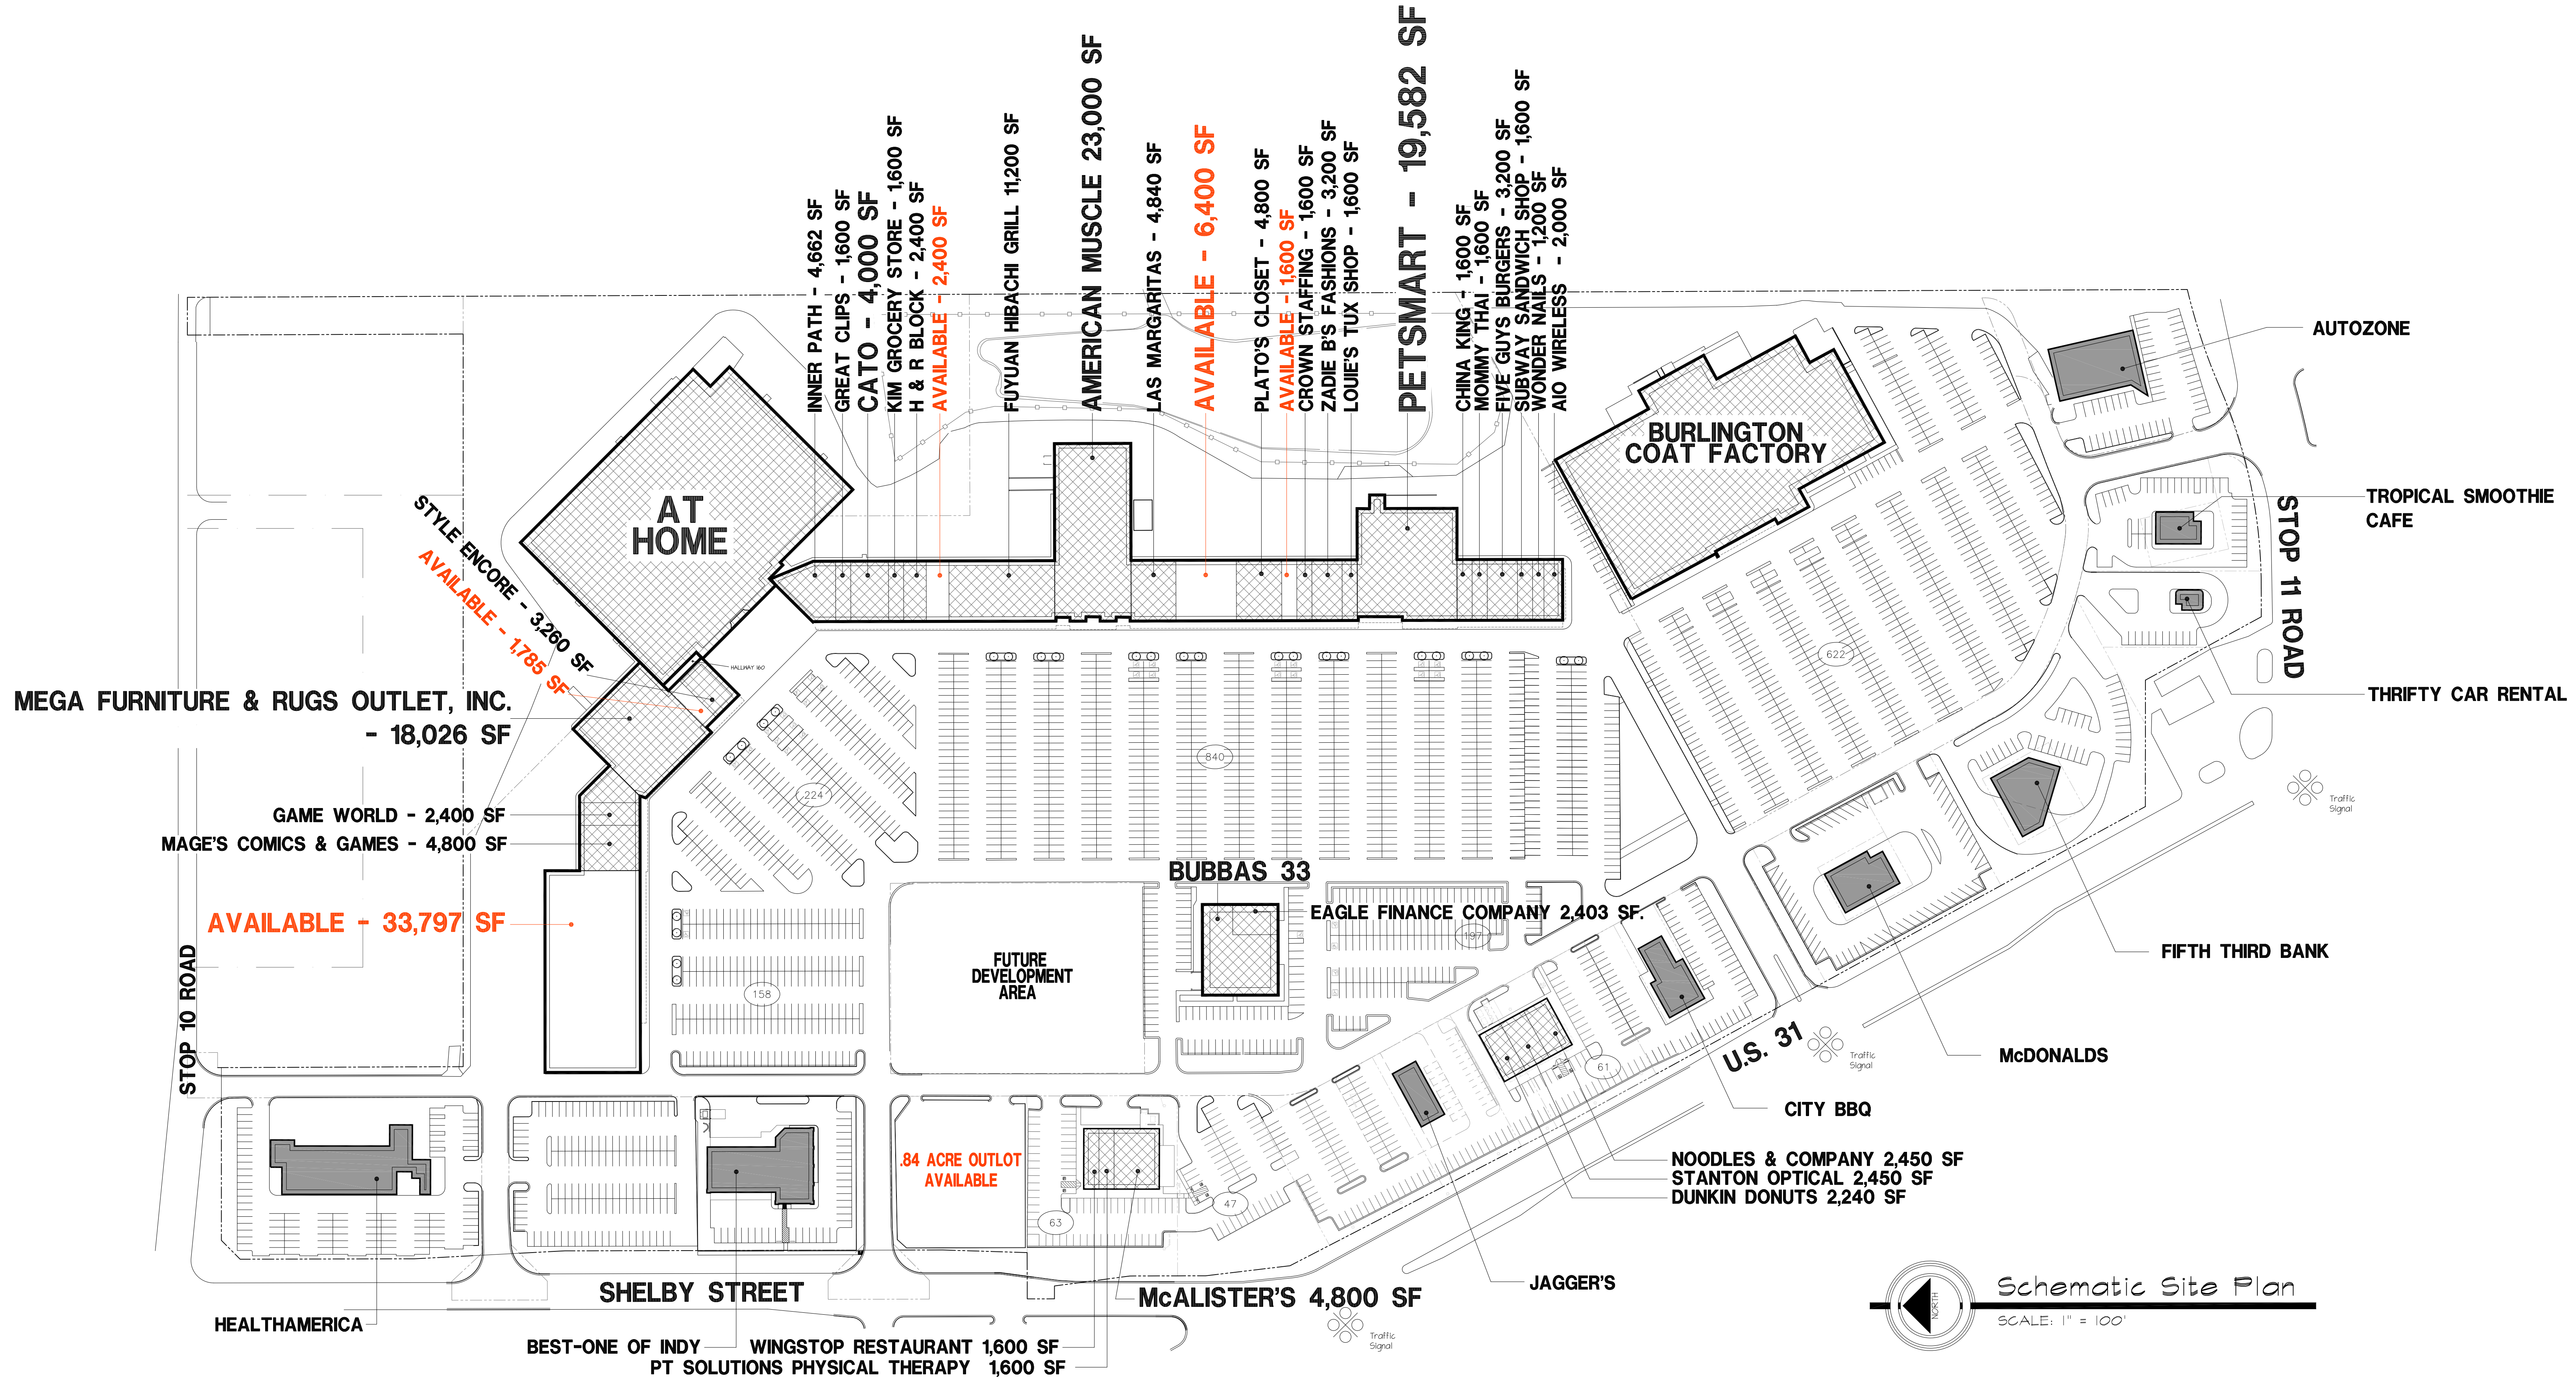 INNER PATH - 4,662 SF
GREAT CLIPS - 1,600 SF
CATO - 4,000 SF
KIM GROCERY STORE - 1,600 SF
H & R BLOCK - 2,400 SF
AVAILABLE - 2,400 SF
FUYUAN HIBACHI GRILL 11,200 SF
AMERICAN MUSCLE 23,000 SF
LAS MARGARITAS - 4,840 SF
AVAILABLE - 6,400 SF
PLATO'S CLOSET - 4,800 SF
AVAILABLE - 1,600 SF
CROWN STAFFING - 1,600 SF
ZADIE B'S FASHIONS - 3,200 SF
LOUIE'S TUX SHOP - 1,600 SF
PETSMART - 19,582 SF
CHINA KING - 1,600 SF
MOMMY THAI - 1,600 SF
FIVE GUYS BURGERS - 3,200 SF
SUBWAY SANDWICH SHOP - 1,600 SF
WONDER NAILS - 1,200 SF
AIO WIRELESS - 2,000 SF
AUTOZONE
BURLINGTON
COAT FACTORY
TROPICAL SMOOTHIE
CAFE
STOP 11 ROAD
AT
HOME
STYLE ENCORE - 3,260 SF
AVAILABLE - 1,785 SF
HALLWAY 160
622
THRIFTY CAR RENTAL
MEGA FURNITURE & RUGS OUTLET, INC.
- 18,026 SF
840
224
Traffic
Signal
GAME WORLD - 2,400 SF
MAGE'S COMICS & GAMES - 4,800 SF
BUBBAS 33
EAGLE FINANCE COMPANY 2,403 SF.
AVAILABLE - 33,797 SF
197
FIFTH THIRD BANK
FUTURE
DEVELOPMENT
AREA
158
STOP 10 ROAD
U.S. 31
Traffic
Signal
McDONALDS
61
CITY BBQ
.84 ACRE OUTLOT
AVAILABLE
NOODLES & COMPANY 2,450 SF
STANTON OPTICAL 2,450 SF
DUNKIN DONUTS 2,240 SF
47
63
JAGGER'S
SHELBY STREET
McALISTER'S 4,800 SF
HEALTHAMERICA
BEST-ONE OF INDY
WINGSTOP RESTAURANT 1,600 SF
PT SOLUTIONS PHYSICAL THERAPY 1,600 SF
Traffic
Signal
NORTH
Schematic Site Plan
SCALE: 1" = 100'